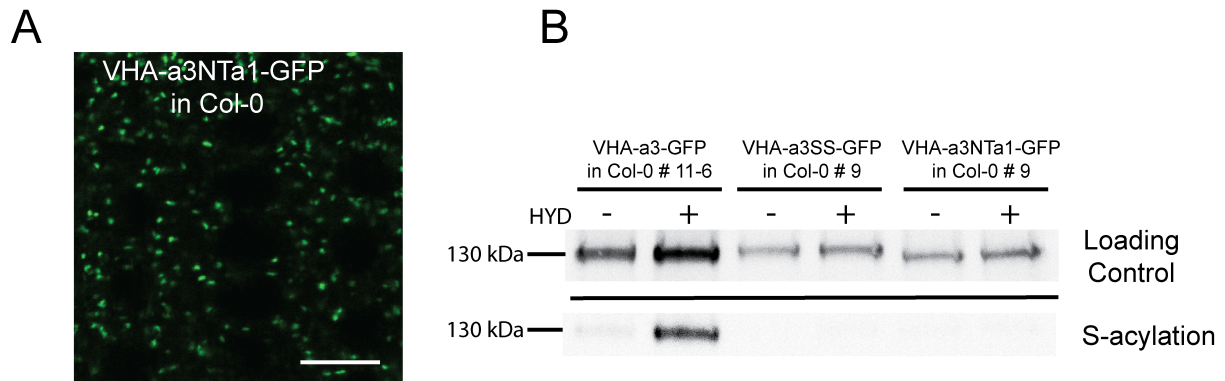 A
B
VHA-a3NTa1-GFP
in Col-0
VHA-a3-GFP
in Col-0 # 11-6
VHA-a3SS-GFP
in Col-0 # 9
VHA-a3NTa1-GFP
in Col-0 # 9
HYD - + - + - +
130 kDa
Loading
Control
130 kDa
S-acylation